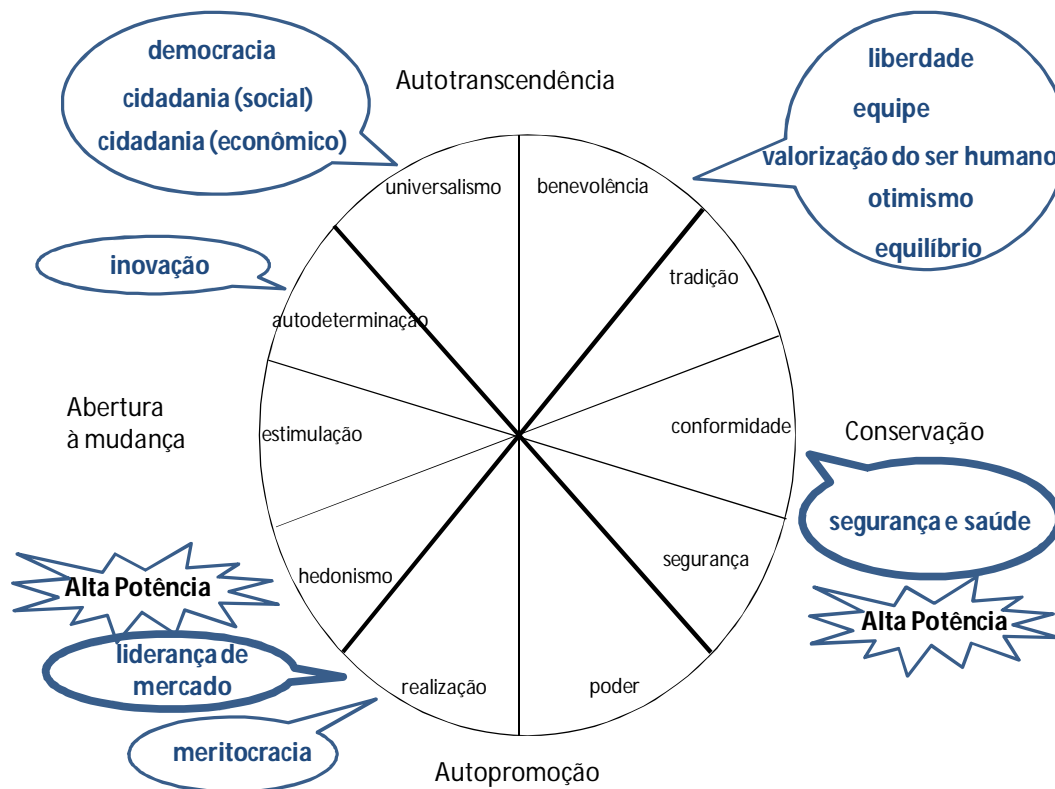 democracia
cidadania (social)
cidadania (econômico)
Autotranscendência
liberdade
equipe
valorização do ser humano
otimismo
equilíbrio
universalismo
benevolência
inovação
tradição
autodeterminação
Abertura
à mudança
estimulação
conformidade
Conservação
segurança e saúde
hedonismo
segurança
Alta Potência
Alta Potência
liderança de
mercado
realização
poder
meritocracia
Autopromoção